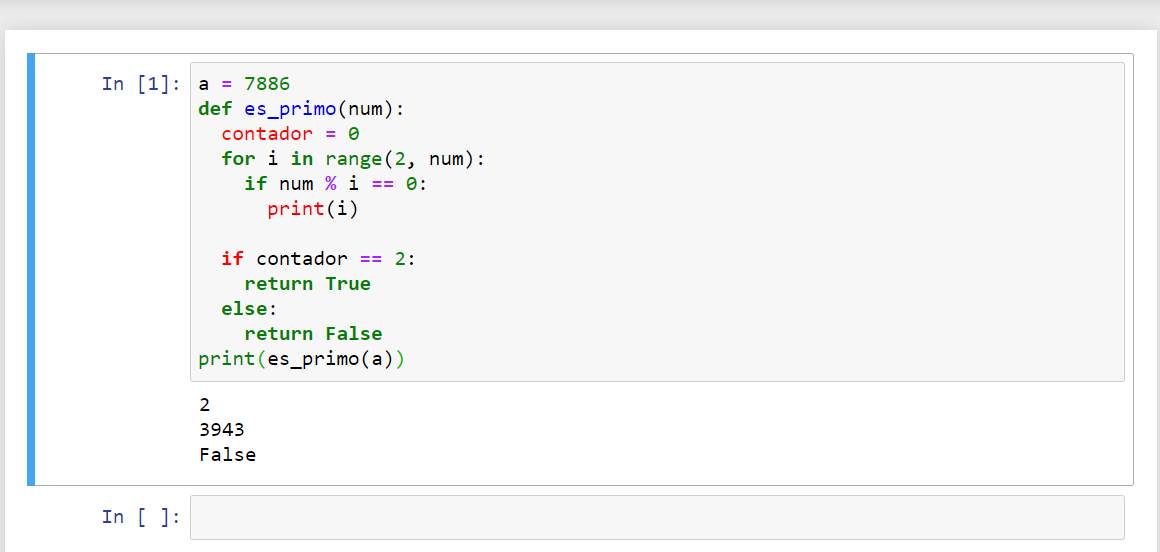 In [1]:
a = 7886
def es_primo(num):
  contador = 0
  for i in range(2, num):
    if num % i == 0:
      print(i)

  if contador == 2:
    return True
  else:
    return False
print(es_primo(a))
2
3943
False
In [ ]: